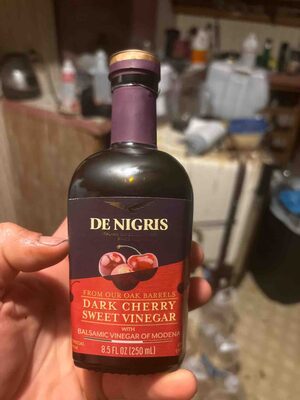 DE NIGRIS
FROM OUR OAK BARRELS
DARK CHERRY
SWEET VINEGAR
WITH
BALSAMIC VINEGAR OF MODENA
8.5 FL OZ (250 mL)